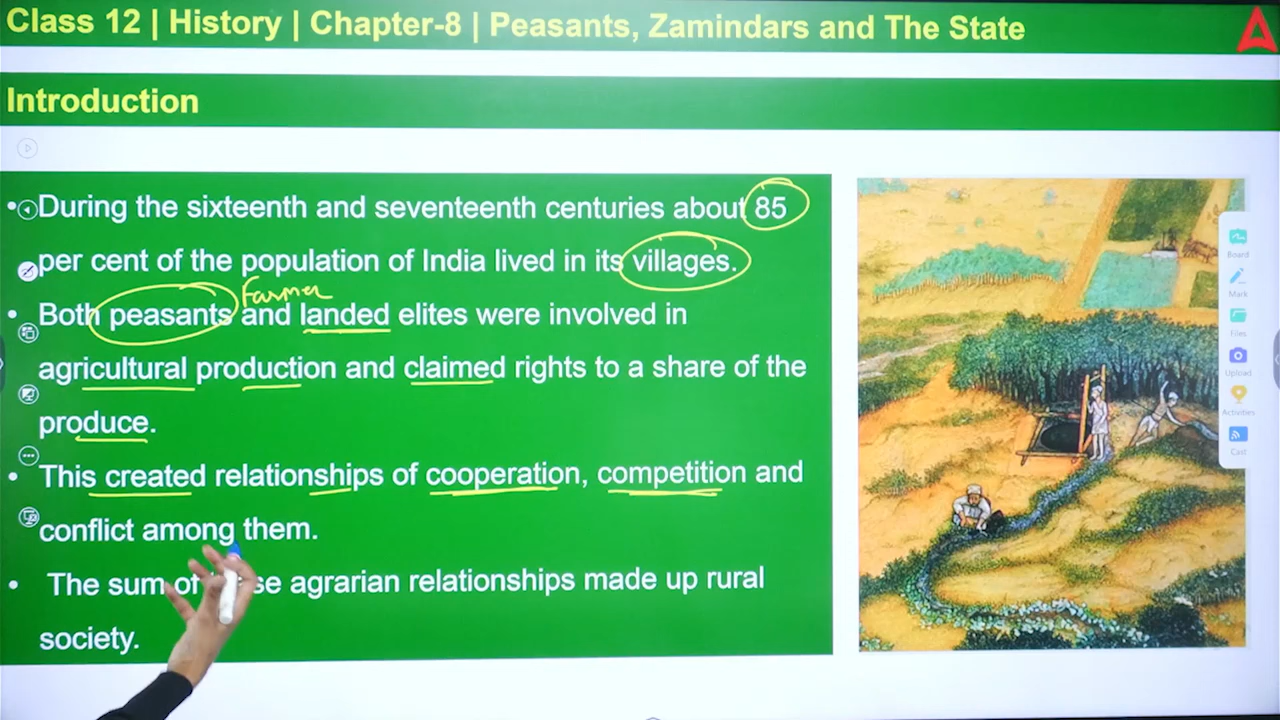 Class 12 | History | Chapter-8 | Peasants, Zamindars and The State
Introduction
• During the sixteenth and seventeenth centuries about 85
per cent of the population of India lived in its villages.
Farmer
• Both peasants and landed elites were involved in
agricultural production and claimed rights to a share of the
produce.
• This created relationships of cooperation, competition and
conflict among them.
• The sum of agrarian relationships made up rural
society.
Board
Mark
Files
Upload
Activities
Cast